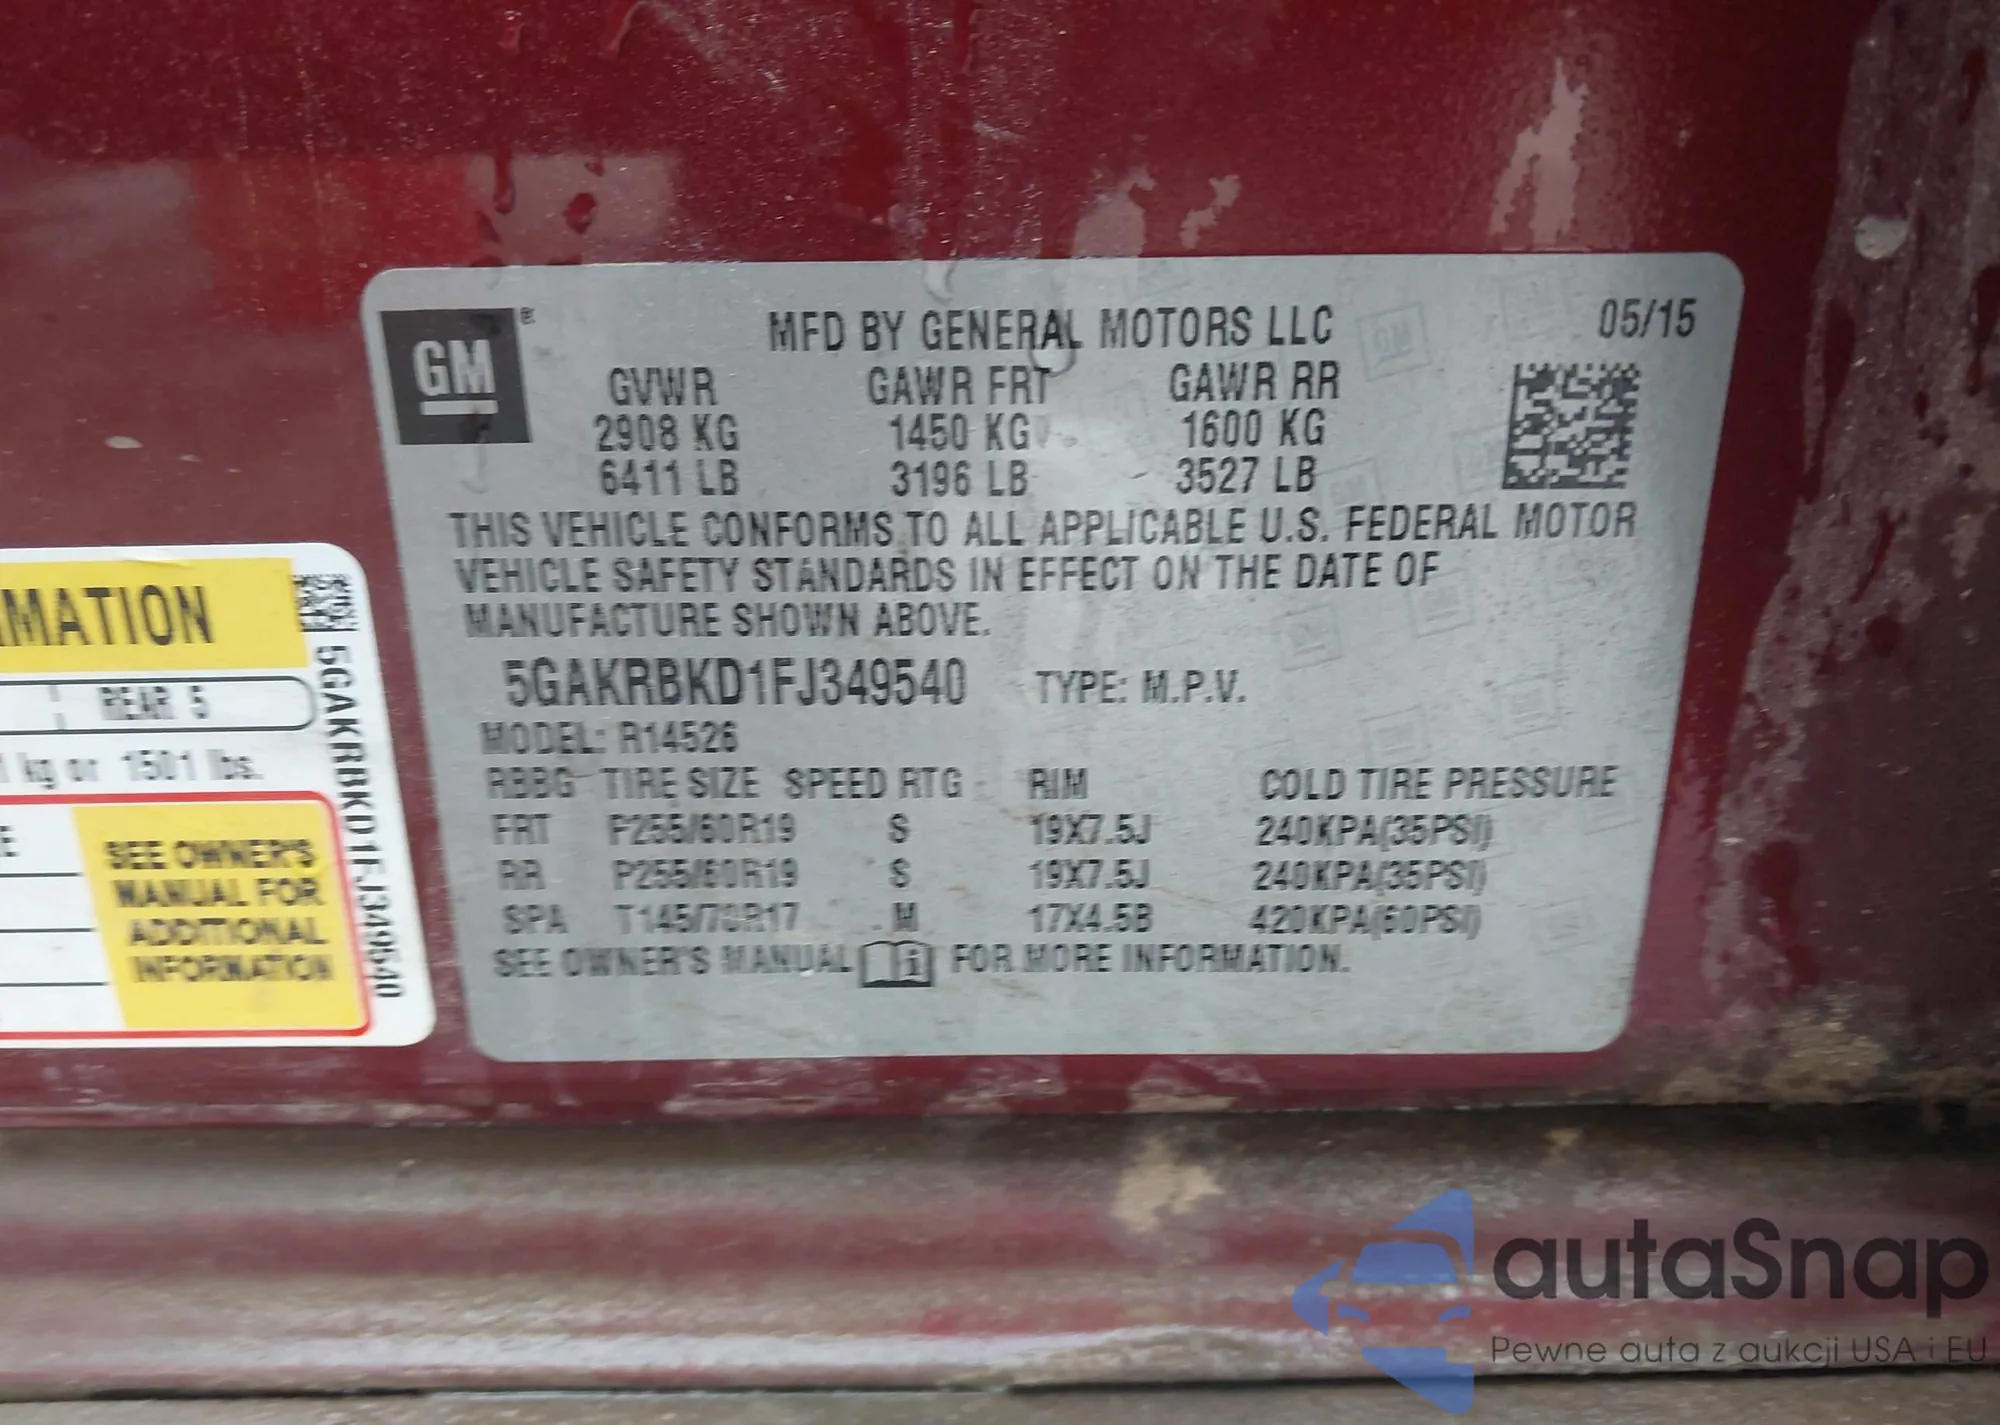 GM ®
MFD BY GENERAL MOTORS LLC 05/15
GVWR GAWR FRT GAWR RR
2908 KG 1450 KG 1600 KG
6411 LB 3196 LB 3527 LB
THIS VEHICLE CONFORMS TO ALL APPLICABLE U.S. FEDERAL MOTOR
VEHICLE SAFETY STANDARDS IN EFFECT ON THE DATE OF
MANUFACTURE SHOWN ABOVE.
5GAKRBKD1FJ349540 TYPE: M.P.V.
MODEL: R14526
RBBG TIRE SIZE SPEED RTG RIM COLD TIRE PRESSURE
FRT P255/60R19 S 19X7.5J 240KPA(35PSI)
RR P255/60R19 S 19X7.5J 240KPA(35PSI)
SPA T145/70R17 M 17X4.5B 420KPA(60PSI)
SEE OWNER'S MANUAL i FOR MORE INFORMATION.
MATION
REAR 5
kg or 1501 lbs.
SEE OWNER'S
MANUAL FOR
ADDITIONAL
INFORMATION
5GAKRBKD1FJ349540
autaSnap
Pewne auta z aukcji USA i EU